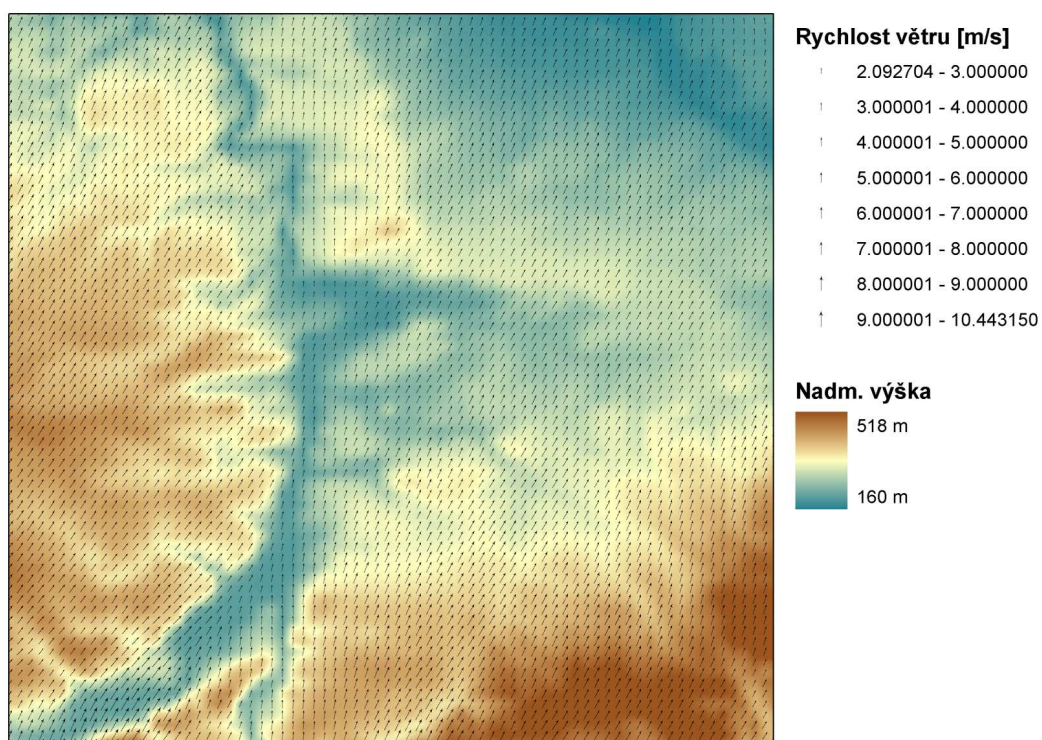 Rychlost větru [m/s]
2.092704 - 3.000000
3.000001 - 4.000000
4.000001 - 5.000000
5.000001 - 6.000000
6.000001 - 7.000000
7.000001 - 8.000000
8.000001 - 9.000000
9.000001 - 10.443150
Nadm. výška
518 m
160 m